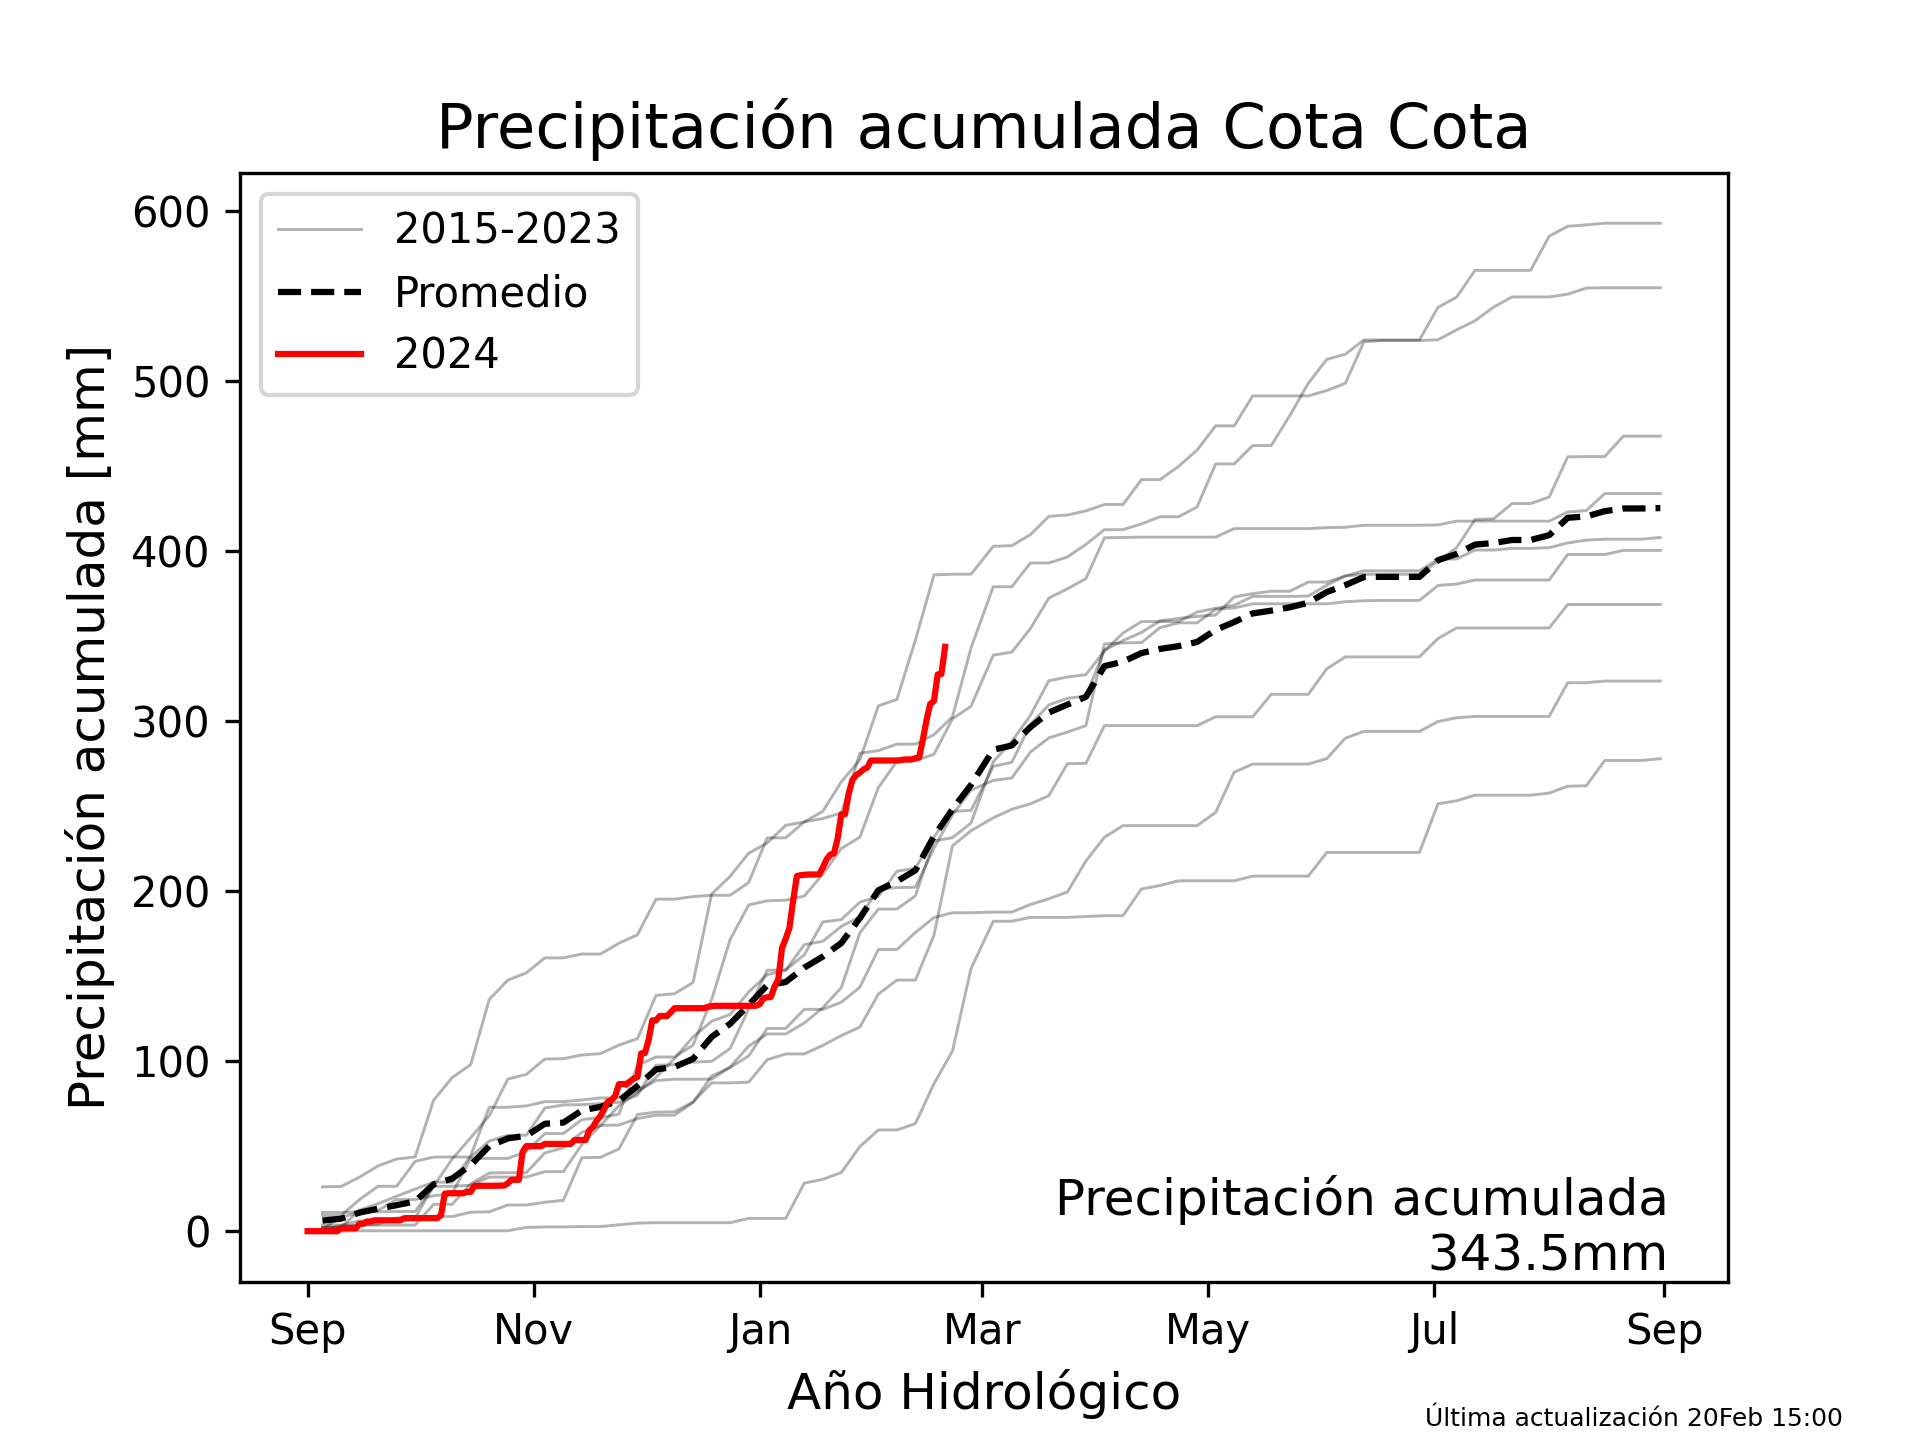 Precipitación acumulada Cota Cota
Precipitación acumulada [mm]
600
500
400
300
200
100
0
2015-2023
Promedio
2024
Precipitación acumulada
343.5mm
Sep Nov Jan Mar May Jul Sep
Año Hidrológico
Última actualización 20Feb 15:00